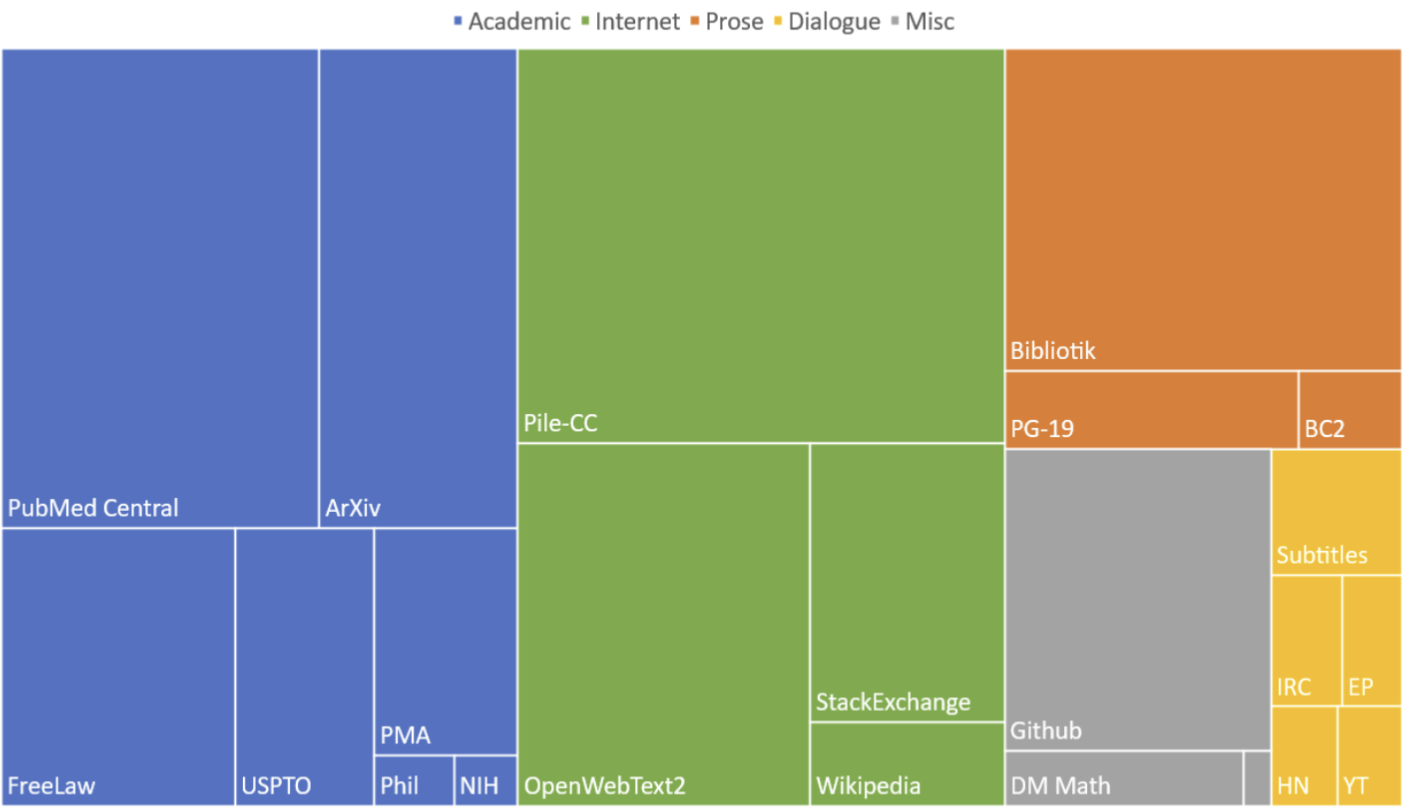 Academic Internet Prose Dialogue Misc
PubMed Central
ArXiv
FreeLaw
USPTO
PMA
Phil
NIH
Pile-CC
OpenWebText2
StackExchange
Wikipedia
Bibliotik
PG-19
BC2
Github
DM Math
Subtitles
IRC
EP
HN
YT